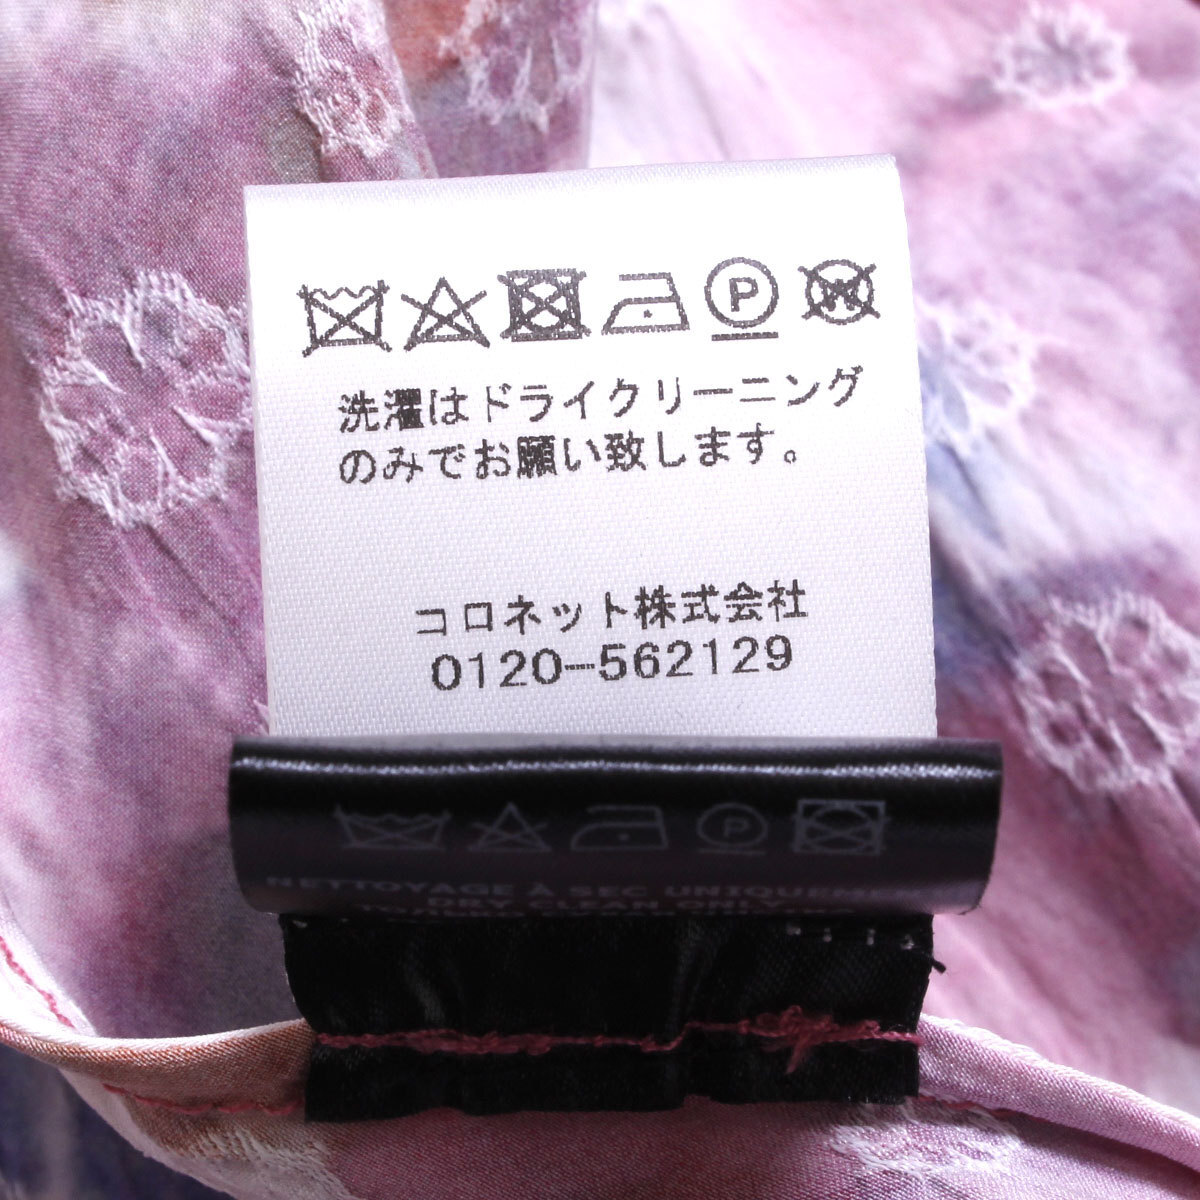 P W
洗濯はドライクリーニング
のみでお願い致します。
コロネット株式会社
0120-562129
P
NETTOYAGE À SEC UNIQUEME
DRY CLEAN ONLY